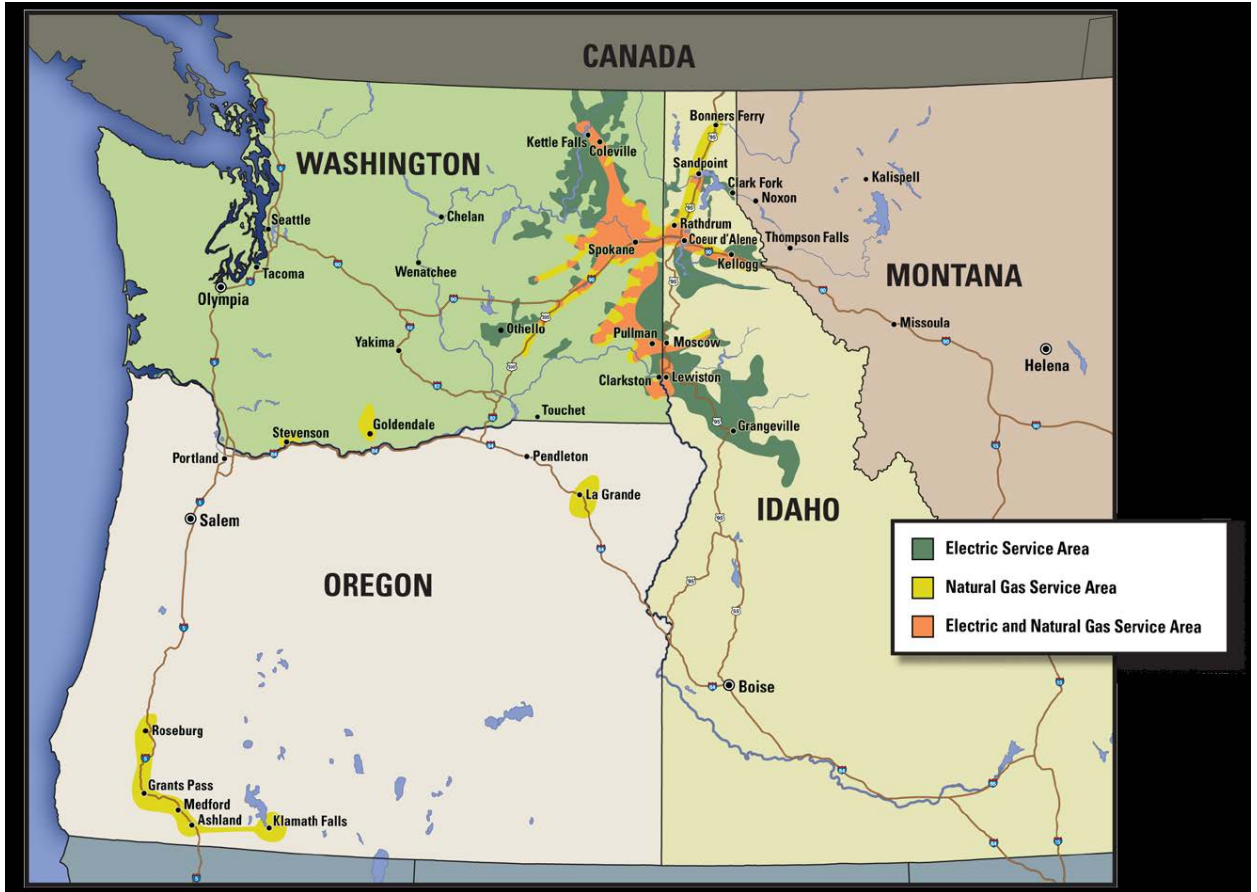 CANADA
Bonners Ferry
Kettle Falls
Coleville
WASHINGTON
Sandpoint
Kalispell
Clark Fork
Noxon
Chelan
Seattle
Rathdrum
Spokane
Coeur d'Alene
Thompson Falls
Wenatchee
Kellogg
Tacoma
MONTANA
Olympia
Othello
Missoula
Yakima
Pullman
Moscow
Helena
Clarkston
Lewiston
Touchet
Goldendale
Grangeville
Stevenson
Portland
Pendleton
La Grande
IDAHO
Salem
Electric Service Area
OREGON
Natural Gas Service Area
Electric and Natural Gas Service Area
Boise
Roseburg
Grants Pass
Medford
Ashland
Klamath Falls